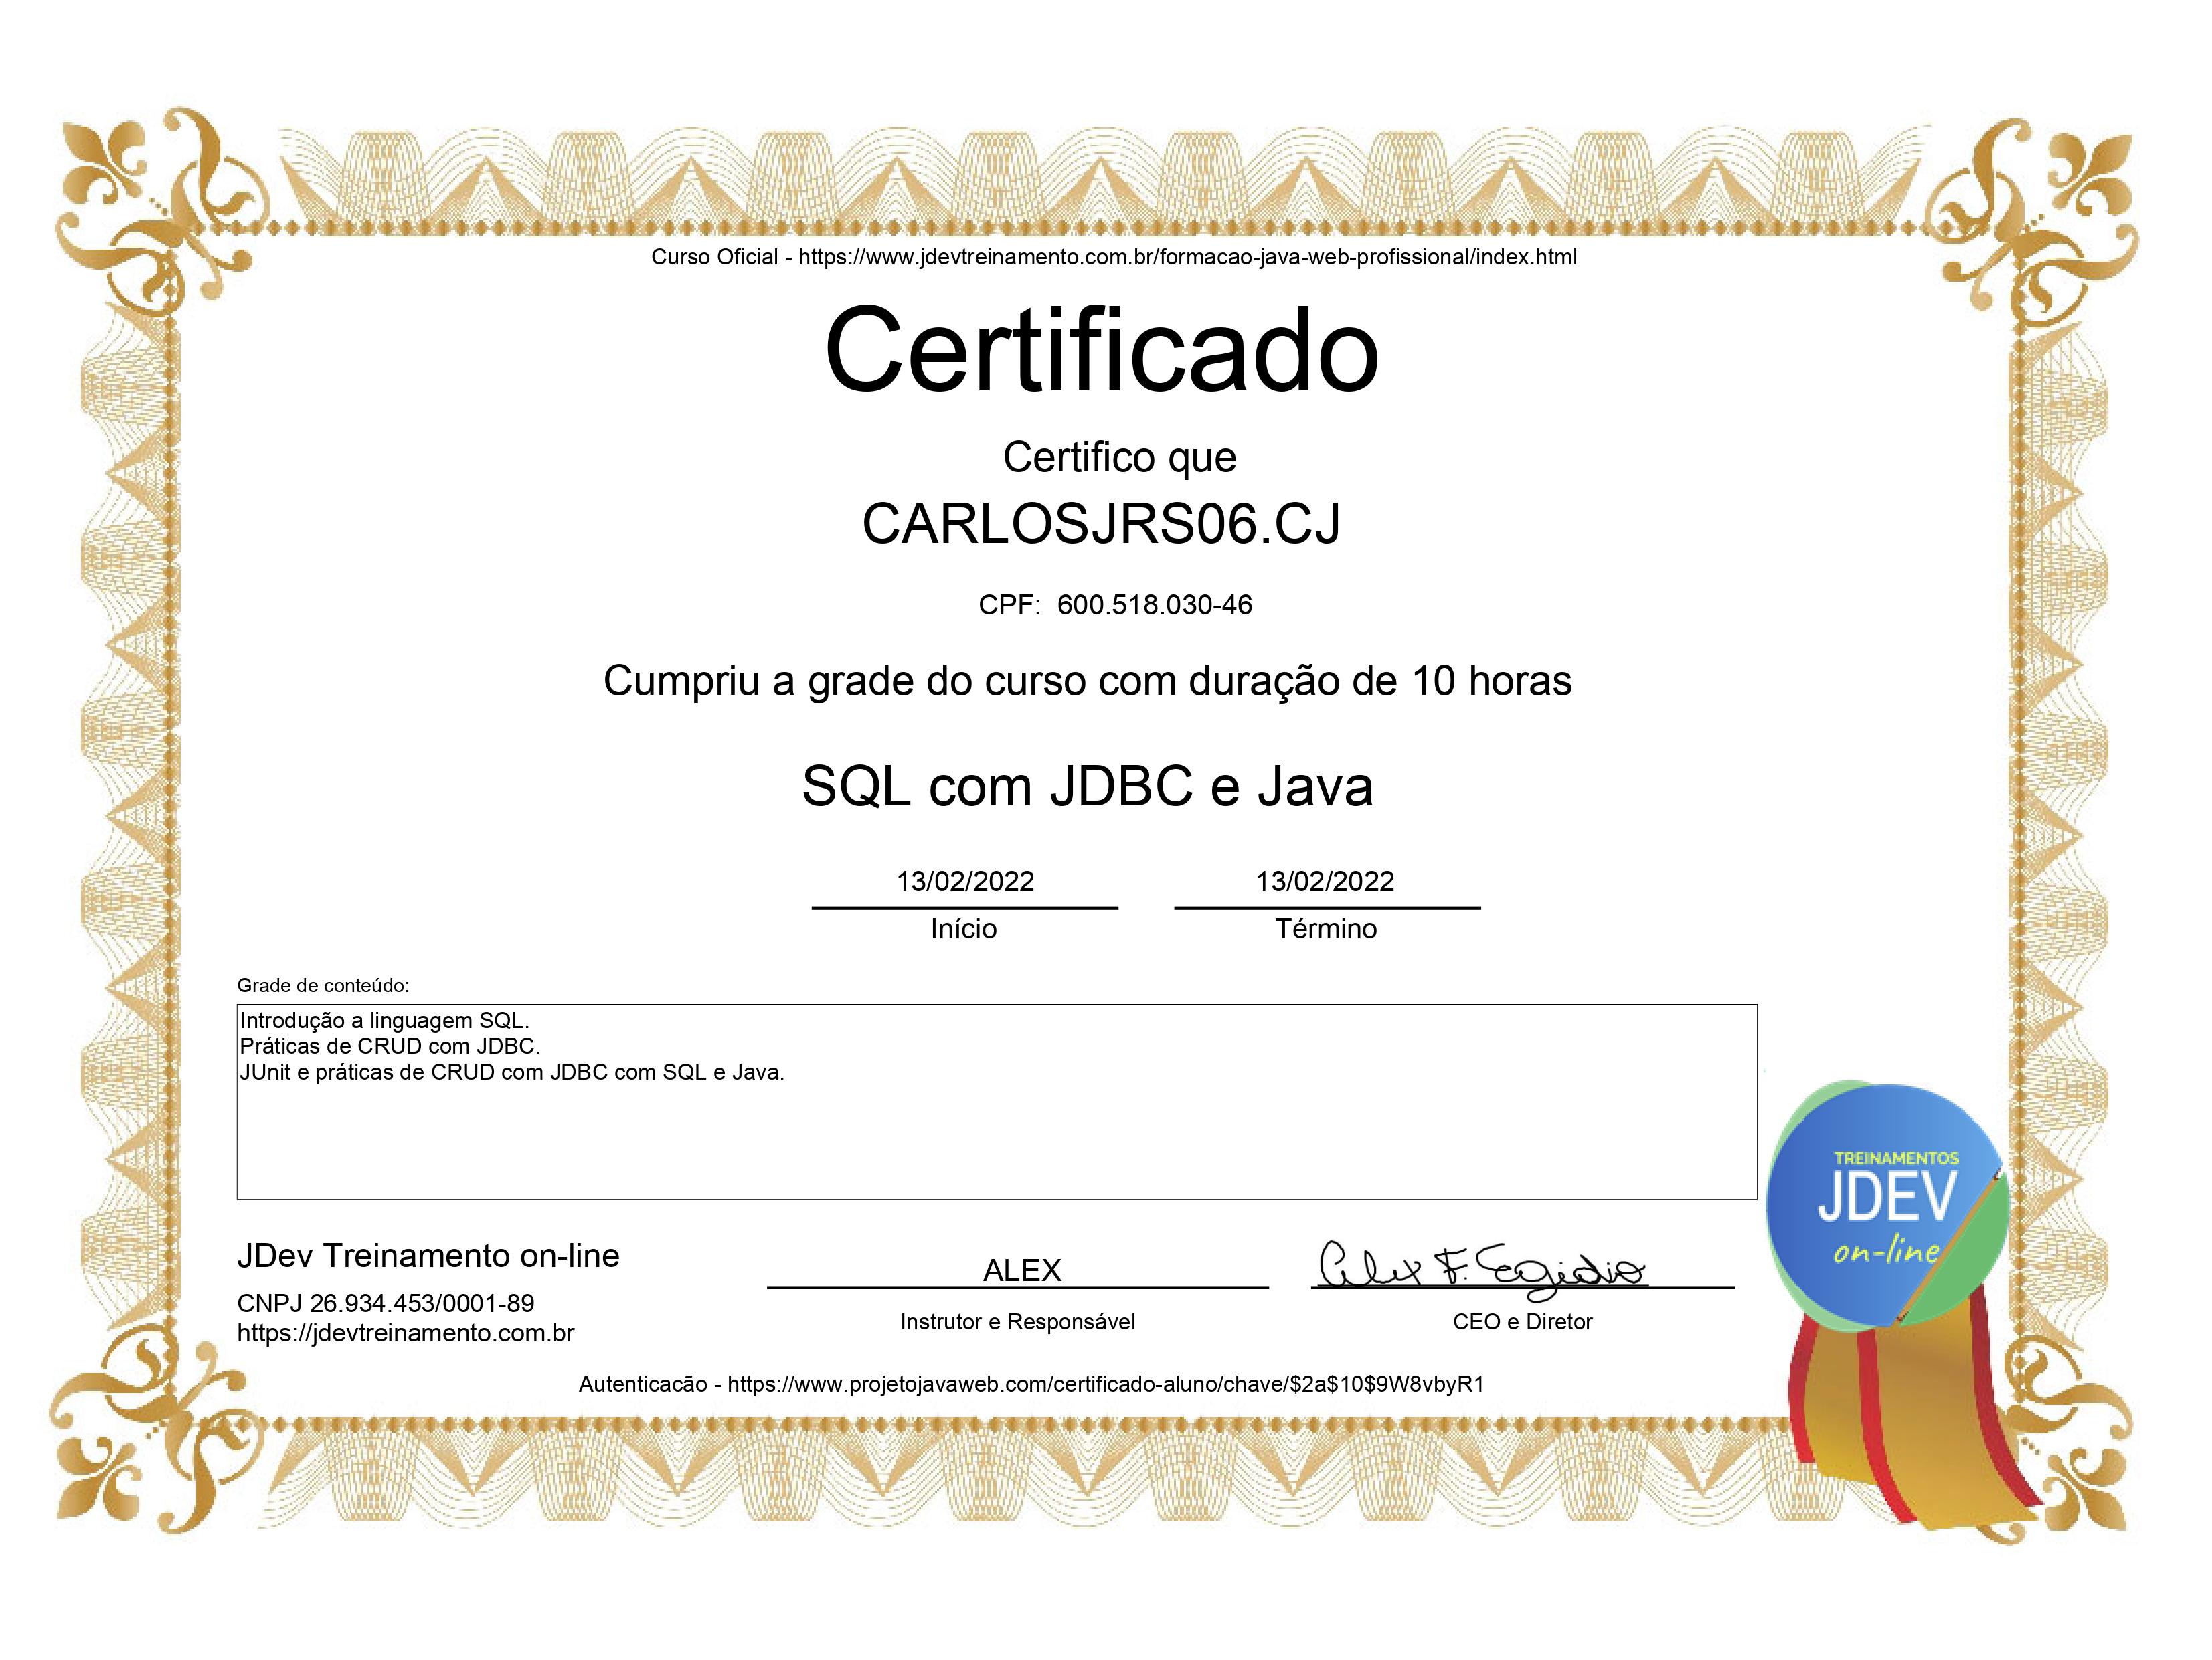 Curso Oficial - https://www.jdevtreinamento.com.br/formacao-java-web-profissional/index.html
Certificado
Certifico que
CARLOSJRS06.CJ
CPF: 600.518.030-46
Cumpriu a grade do curso com duração de 10 horas
SQL com JDBC e Java
13/02/2022 13/02/2022
Início Término
Grade de conteúdo:
Introdução a linguagem SQL.
Práticas de CRUD com JDBC.
JUnit e práticas de CRUD com JDBC com SQL e Java.
TREINAMENTOS
JDEV
on-line
JDev Treinamento on-line
ALEX Alex F. Egidio
CNPJ 26.934.453/0001-89
Instrutor e Responsável CEO e Diretor
https://jdevtreinamento.com.br
Autenticacão - https://www.projetojavaweb.com/certificado-aluno/chave/$2a$10$9W8vbyR1